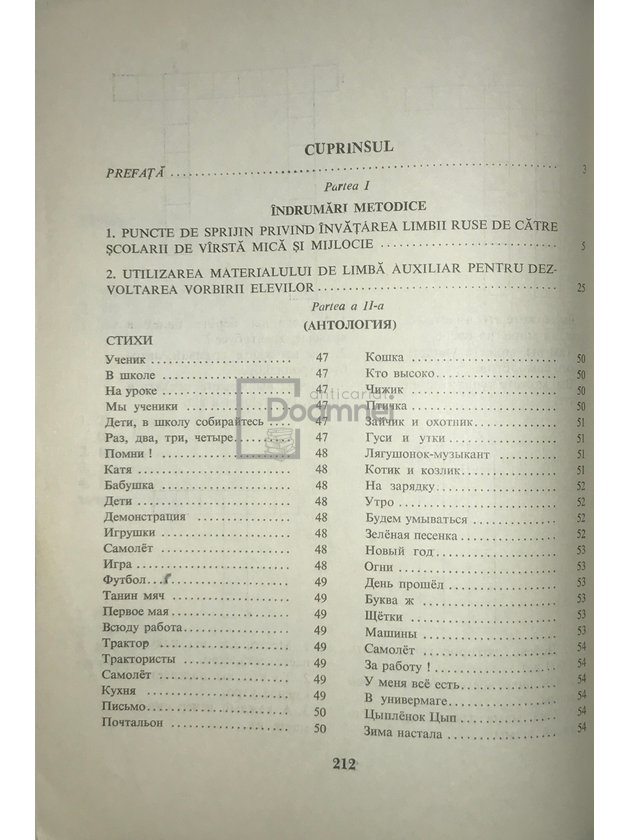 CUPRINSUL
PREFAȚĂ 3
Partea I
ÎNDRUMĂRI METODICE
1. PUNCTE DE SPRIJIN PRIVIND ÎNVĂȚAREA LIMBII RUSE DE CĂTRE
ȘCOLARII DE VÎRSTĂ MICĂ ȘI MIJLOCIE 5
2. UTILIZAREA MATERIALULUI DE LIMBĂ AUXILIAR PENTRU DEZ-
VOLTAREA VORBIRII ELEVILOR 25
Partea a II-a
(АНТОЛОГИЯ)
СТИХИ
Ученик 47
В школе 47
На уроке 47
Мы ученики 47
Дети, в школу собирайтесь 47
Раз, два, три, четыре. 47
Помни ! 48
Катя 48
Бабушка 48
Дети 48
Демонстрация 48
Игрушки 48
Самолёт 48
Игра 48
Футбол 49
Танин мяч 49
Первое мая 49
Всюду работа 49
Трактор 49
Трактористы 49
Самолёт 49
Кухня 49
Письмо 50
Почтальон 50
Кошка 50
Кто высоко 50
Чижик 50
Птичка 50
Зайчик и охотник 51
Гуси и утки 51
Лягушонок-музыкант 51
Котик и козлик 51
На зарядку 52
Утро 52
Будем умываться 52
Зелёная песенка 52
Новый год 53
Огни 53
День прошёл 53
Буква ж 53
Щётки 53
Машины 53
Самолёт 54
За работу ! 54
У меня всё есть 54
В универмаге 54
Цыплёнок Цып 54
Зима настала 54
anticariat
Doamnei
212